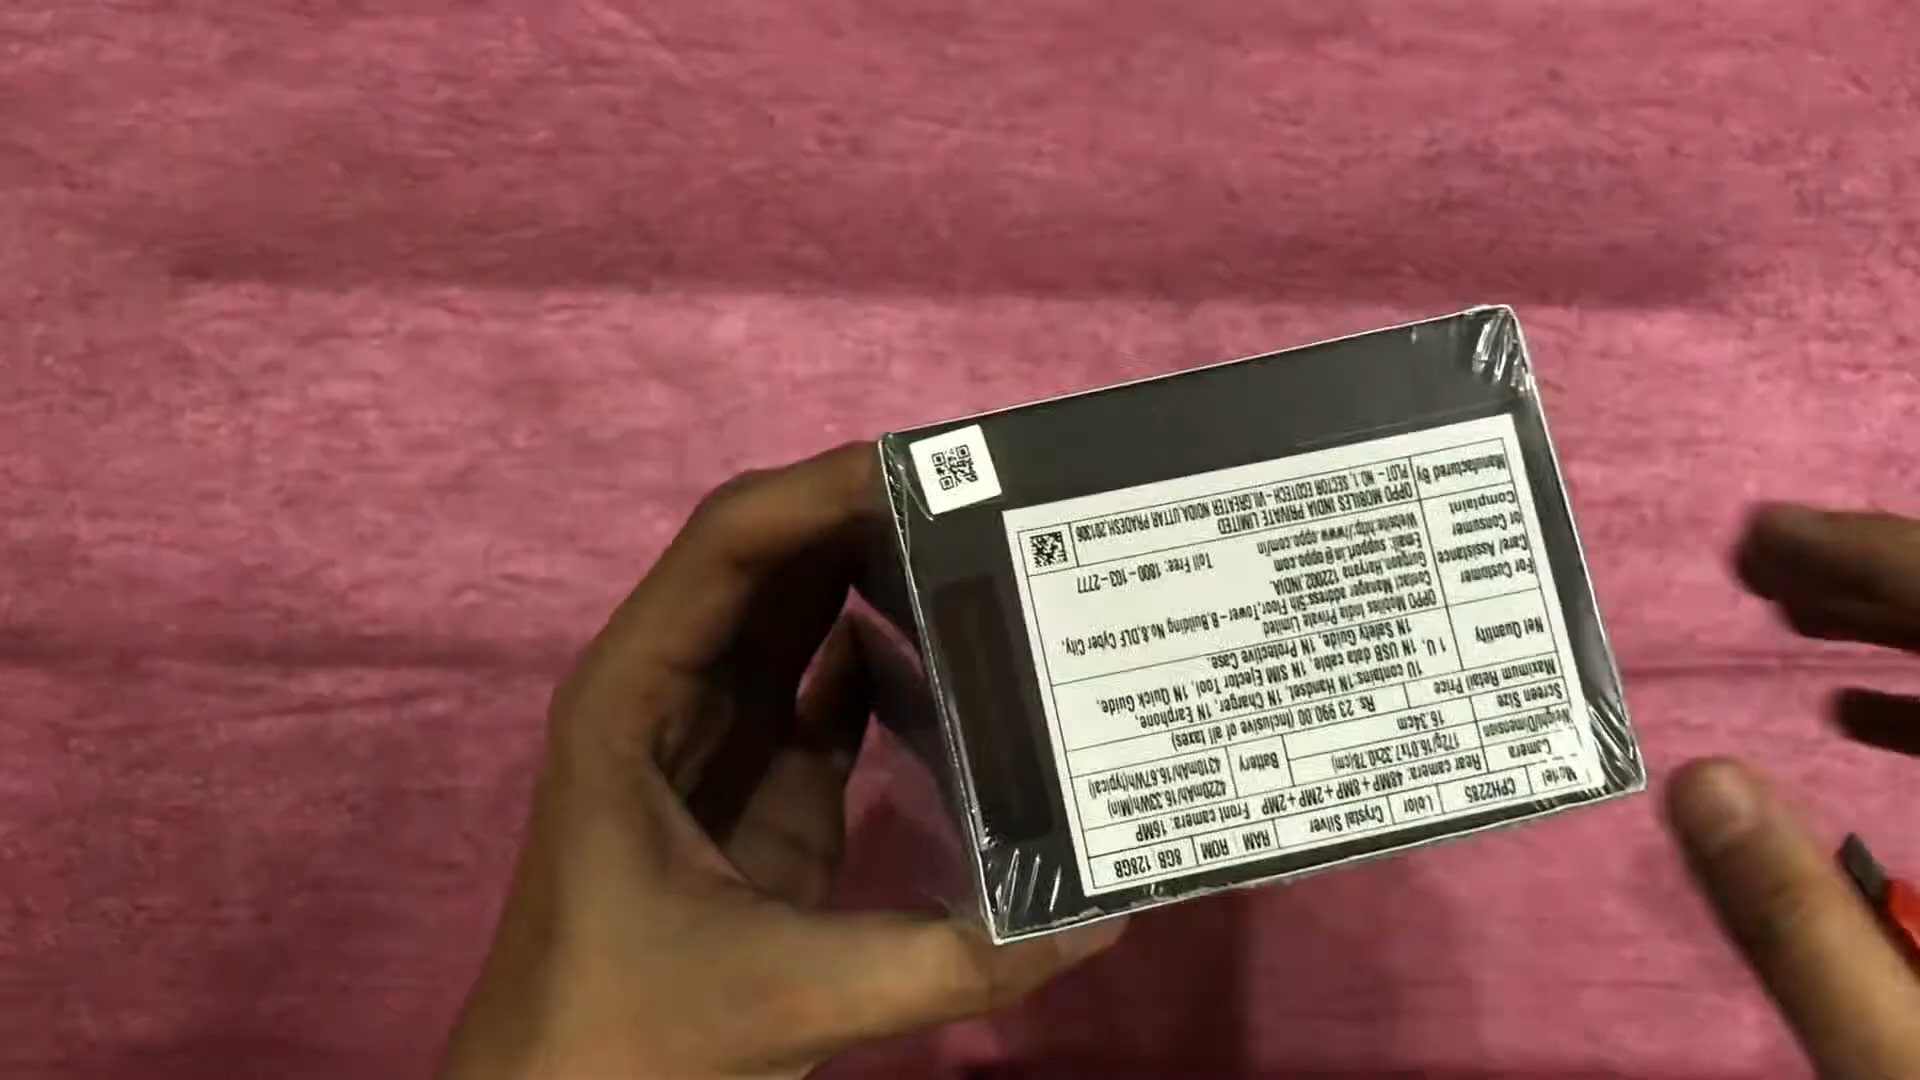 Model CPH2285 Color Crystal Silver RAM ROM 8GB 128GB
Camera Rear camera: 48MP + 8MP + 2MP + 2MP Front camera: 16MP
Weight/Dimension 172g/16.01x7.32x0.78(cm) Battery 4220mAh/16.33Wh(Min)
4310mAh/16.67Wh(Typical)
Screen Size 16.34cm
Maximum Retail Price Rs. 23 990.00 (Inclusive of all taxes)
Net Quantity 1 U, 1U contains:1N Handset, 1N Charger, 1N Earphone,
1N USB data cable, 1N SIM Ejector Tool, 1N Quick Guide,
1N Safety Guide, 1N Protective Case.
For Customer
Care/ Assistance
or Consumer
Complaint
OPPO Mobiles India Private Limited
Contact Manager address:5th Floor,Tower-B,Building No.8,DLF Cyber City,
Gurgaon Haryana 122002 ,INDIA.
Email: support.in@oppo.com Toll Free: 1800-103-2777
Website:http://www.oppo.com/in
Manufactured By OPPO MOBILES INDIA PRIVATE LIMITED
PLOT - NO. 1, SECTOR ECOTECH - VII, GREATER NOIDA,UTTAR PRADESH,201306